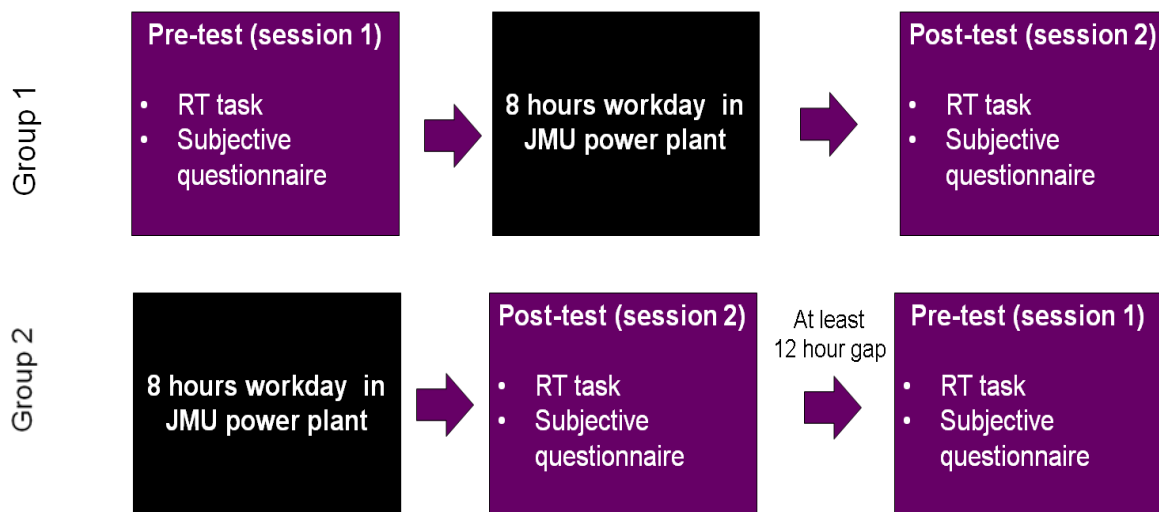 Group 1
Pre-test (session 1)
• RT task
• Subjective
questionnaire
8 hours workday in
JMU power plant
Post-test (session 2)
• RT task
• Subjective
questionnaire
Group 2
8 hours workday in
JMU power plant
Post-test (session 2)
• RT task
• Subjective
questionnaire
At least
12 hour gap
Pre-test (session 1)
• RT task
• Subjective
questionnaire